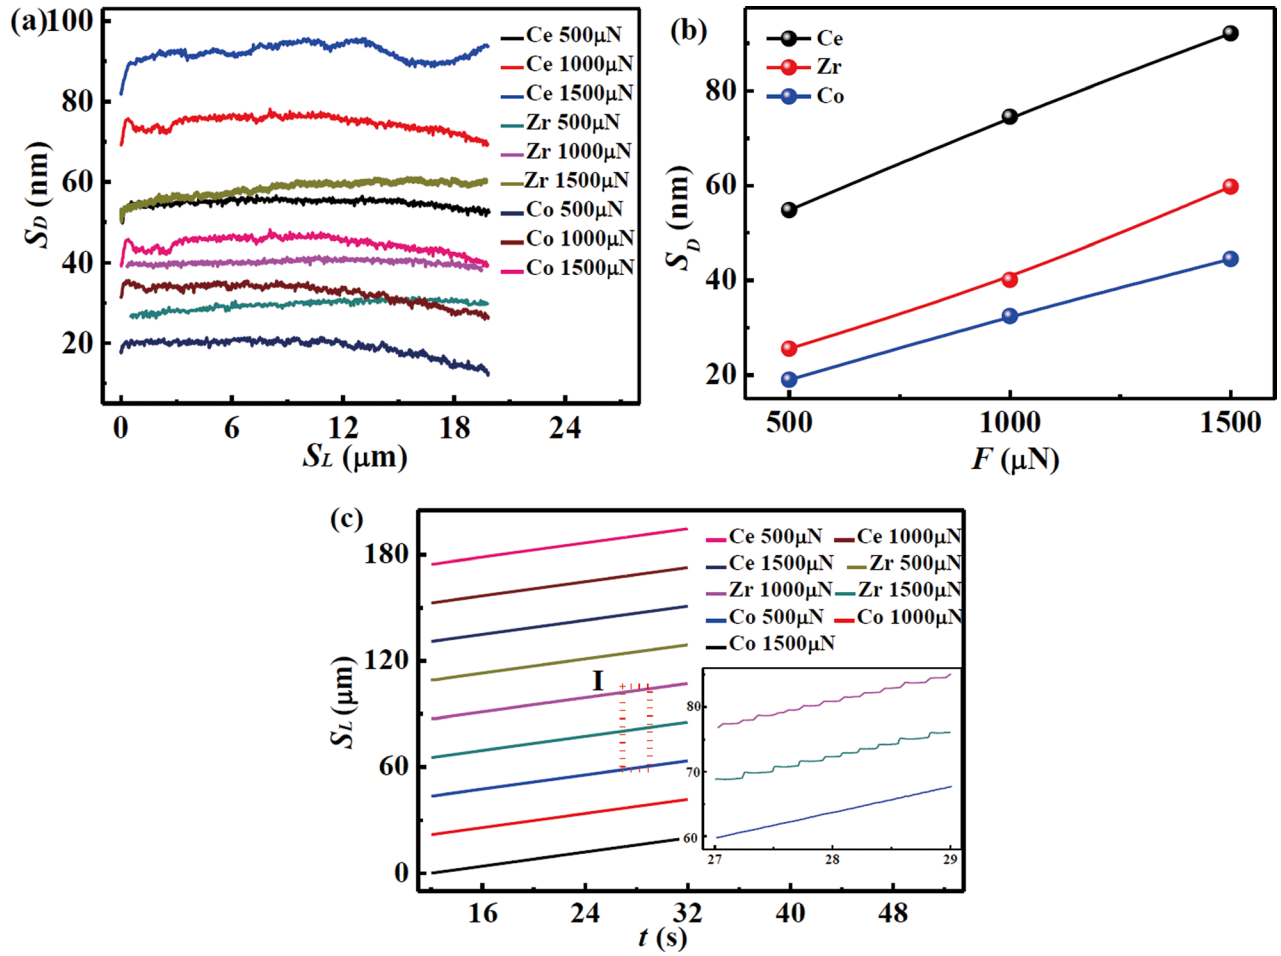 (a)
100
80
60
40
20
S_D (nm)
0 6 12 18 24
S_L (μm)
Ce 500μN
Ce 1000μN
Ce 1500μN
Zr 500μN
Zr 1000μN
Zr 1500μN
Co 500μN
Co 1000μN
Co 1500μN
(b)
80
60
40
20
S_D (nm)
500 1000 1500
F (μN)
Ce
Zr
Co
(c)
180
120
60
0
S_L (μm)
16 24 32 40 48
t (s)
Ce 500μN Ce 1000μN
Ce 1500μN Zr 500μN
Zr 1000μN Zr 1500μN
Co 500μN Co 1000μN
Co 1500μN
I
80
70
60
27 28 29